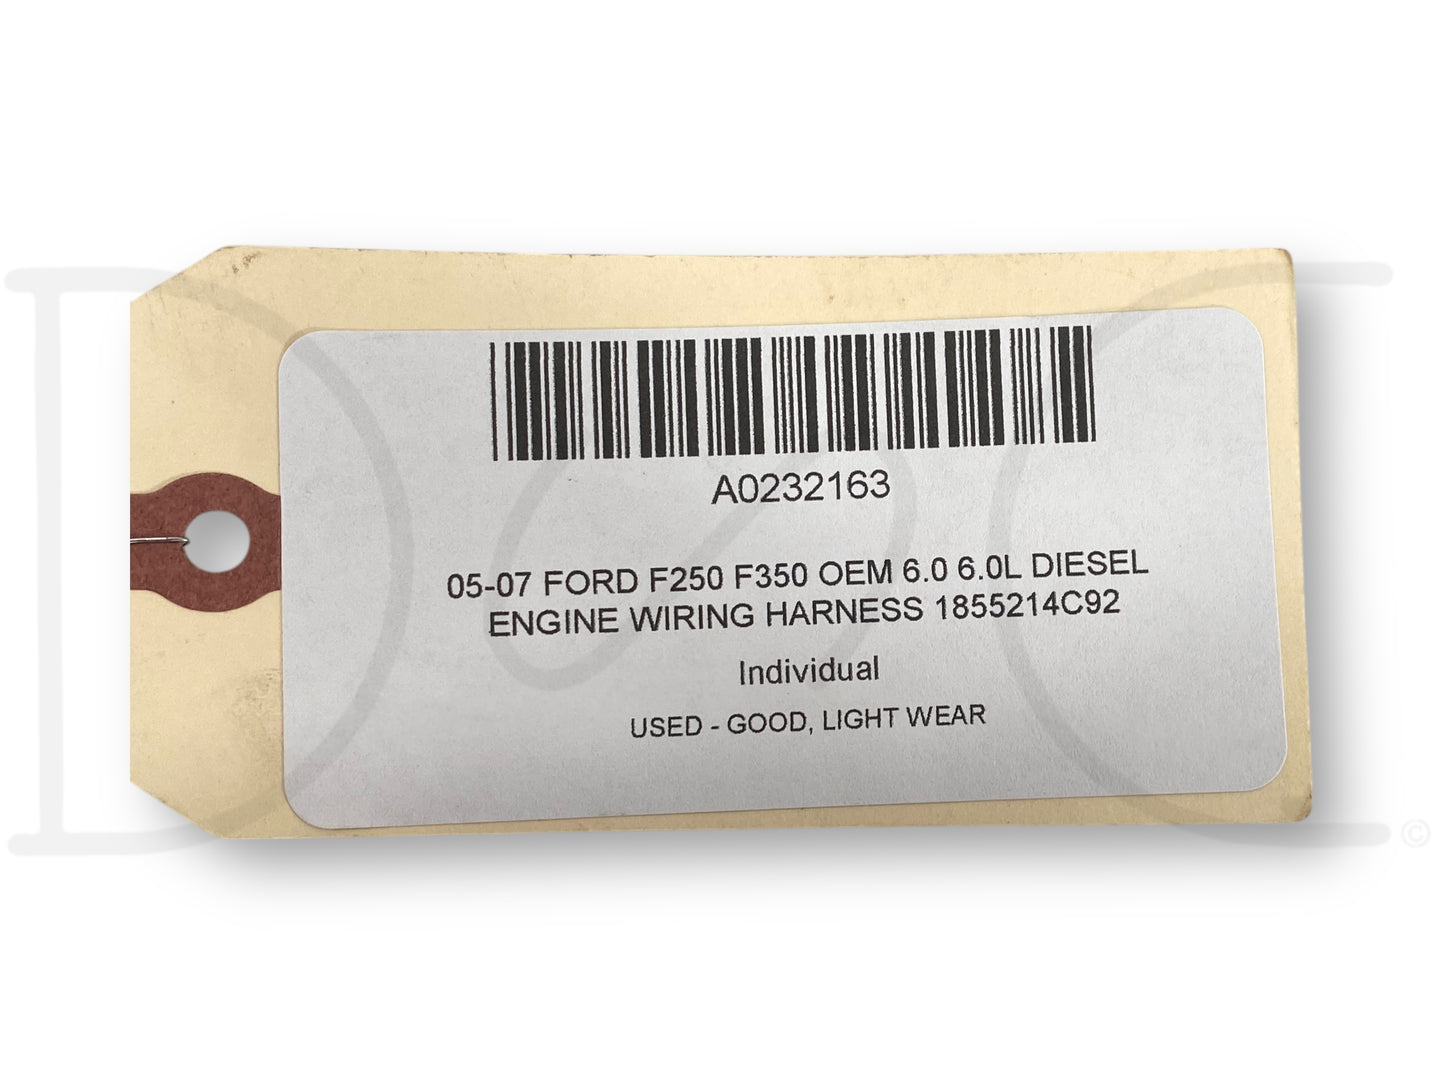 A0232163
05-07 FORD F250 F350 OEM 6.0 6.0L DIESEL
ENGINE WIRING HARNESS 1855214C92
Individual
USED - GOOD, LIGHT WEAR
D C ©